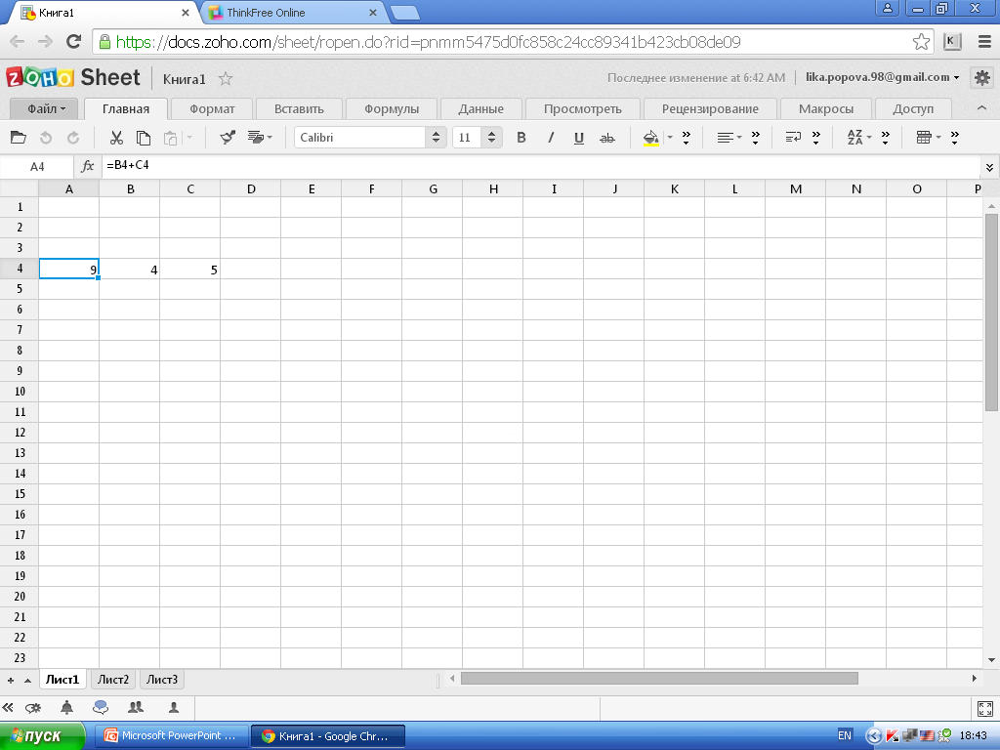 Книга1 ThinkFree Online
https://docs.zoho.com/sheet/ropen.do?rid=pnmm5475d0fc858c24cc89341b423cb08de09
ZOHO Sheet Книга1 Последнее изменение at 6:42 AM lika.popova.98@gmail.com
Файл Главная Формат Вставить Формулы Данные Просмотреть Рецензирование Макросы Доступ
Calibri 11 B I U ab AZ ZA
A4 fx =B4+C4
A B C D E F G H I J K L M N O P
1
2
3
4 9 4 5
5
6
7
8
9
10
11
12
13
14
15
16
17
18
19
20
21
22
23
Лист1 Лист2 Лист3
пуск Microsoft PowerPoint ... Книга1 - Google Chr... EN 18:43